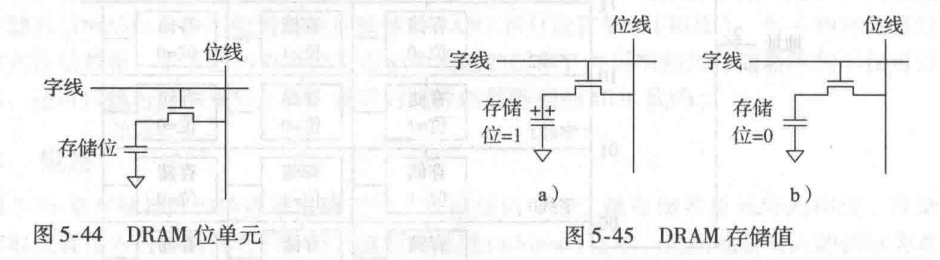 位线
字线
存储位
图 5-44 DRAM 位单元
位线
字线
存储
位=1
++
a)
位线
字线
存储
位=0
b)
图 5-45 DRAM 存储值